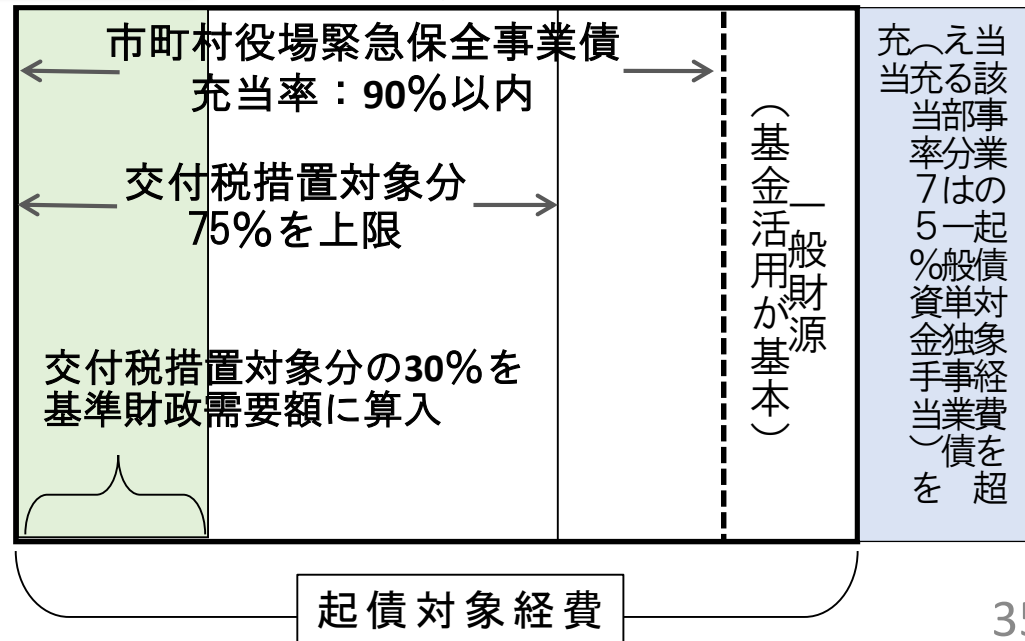 市町村役場緊急保全事業債
充当率：90％以内
交付税措置対象分
75％を上限
交付税措置対象分の30％を
基準財政需要額に算入
一般財源
（基金活用が基本）
当該事業の起債対象経費を超
える部分は一般単独事業債
（充当率75％資金手当）を
充当
起債対象経費
35